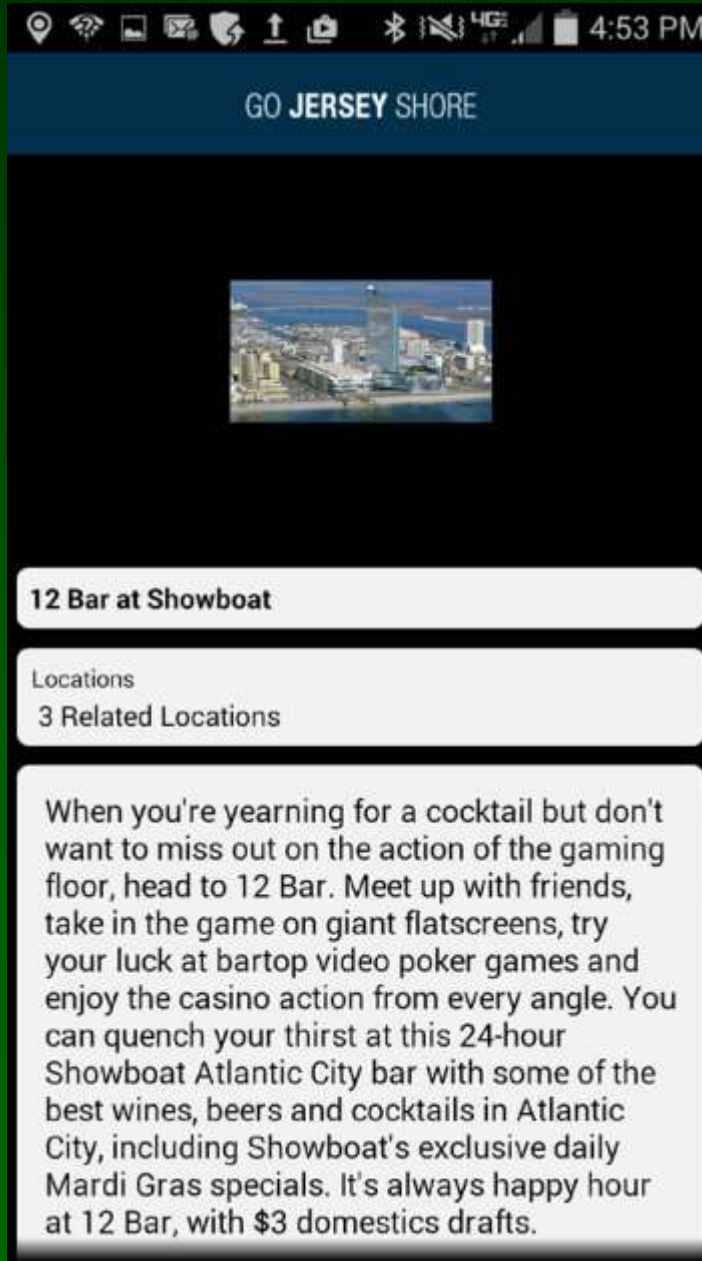 4G 4:53 PM
GO JERSEY SHORE
12 Bar at Showboat
Locations
3 Related Locations
When you're yearning for a cocktail but don't
want to miss out on the action of the gaming
floor, head to 12 Bar. Meet up with friends,
take in the game on giant flatscreens, try
your luck at bartop video poker games and
enjoy the casino action from every angle. You
can quench your thirst at this 24-hour
Showboat Atlantic City bar with some of the
best wines, beers and cocktails in Atlantic
City, including Showboat's exclusive daily
Mardi Gras specials. It's always happy hour
at 12 Bar, with $3 domestics drafts.